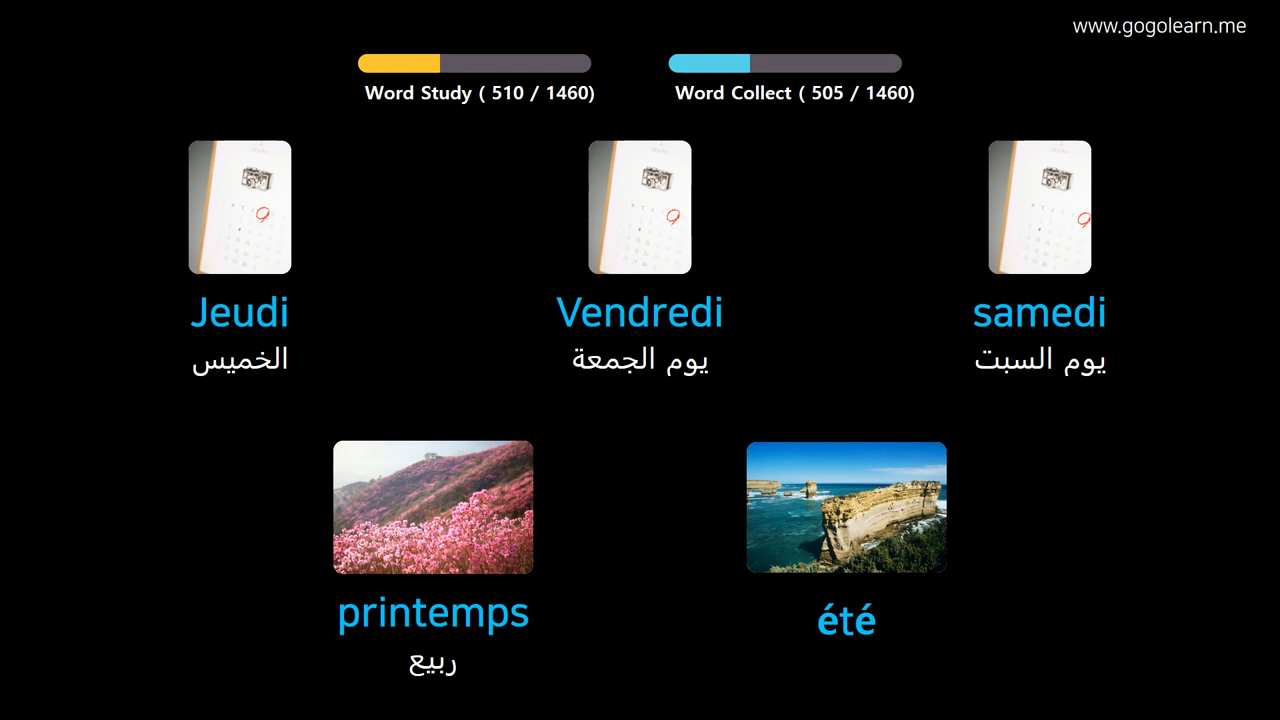 www.gogolearn.me
Word Study ( 510 / 1460)
Word Collect ( 505 / 1460)
Jeudi
الخميس
Vendredi
يوم الجمعة
samedi
يوم السبت
printemps
ربيع
été